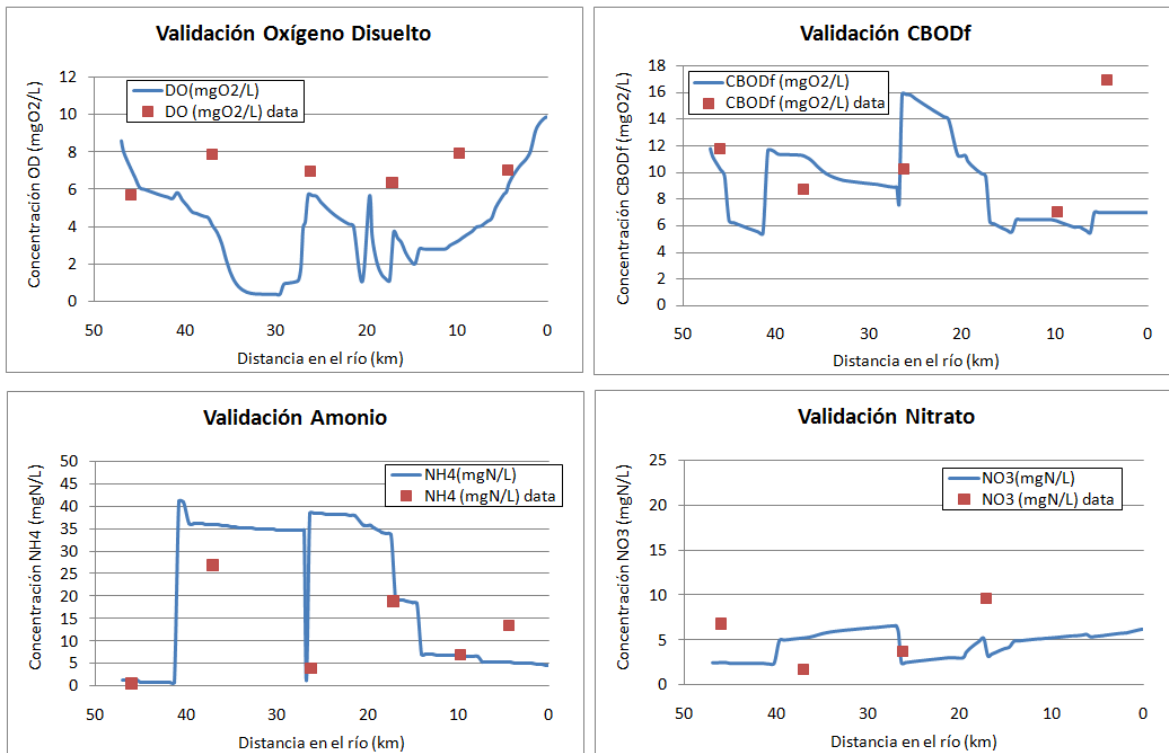 Validación Oxígeno Disuelto
Concentración OD (mgO2/L)
12
10
8
6
4
2
0
DO(mgO2/L)
DO (mgO2/L) data
50 40 30 20 10 0
Distancia en el río (km)
Validación CBODf
Concentración CBODf (mgO2/L)
18
16
14
12
10
8
6
4
2
0
CBODf (mgO2/L)
CBODf (mgO2/L) data
50 40 30 20 10 0
Distancia en el río (km)
Validación Amonio
Concentración NH4 (mgN/L)
50
45
40
35
30
25
20
15
10
5
0
NH4(mgN/L)
NH4 (mgN/L) data
50 40 30 20 10 0
Distancia en el río (km)
Validación Nitrato
Concentración NO3 (mgN/L)
25
20
15
10
5
0
NO3(mgN/L)
NO3 (mgN/L) data
50 40 30 20 10 0
Distancia en el río (km)